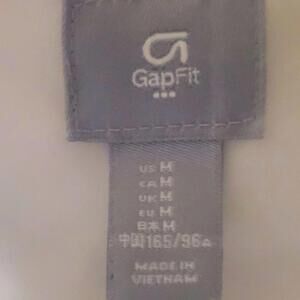 GapFit
US M
CA M
UK M
EU M
日本 M
中国 165/96A
MADE IN
VIETNAM